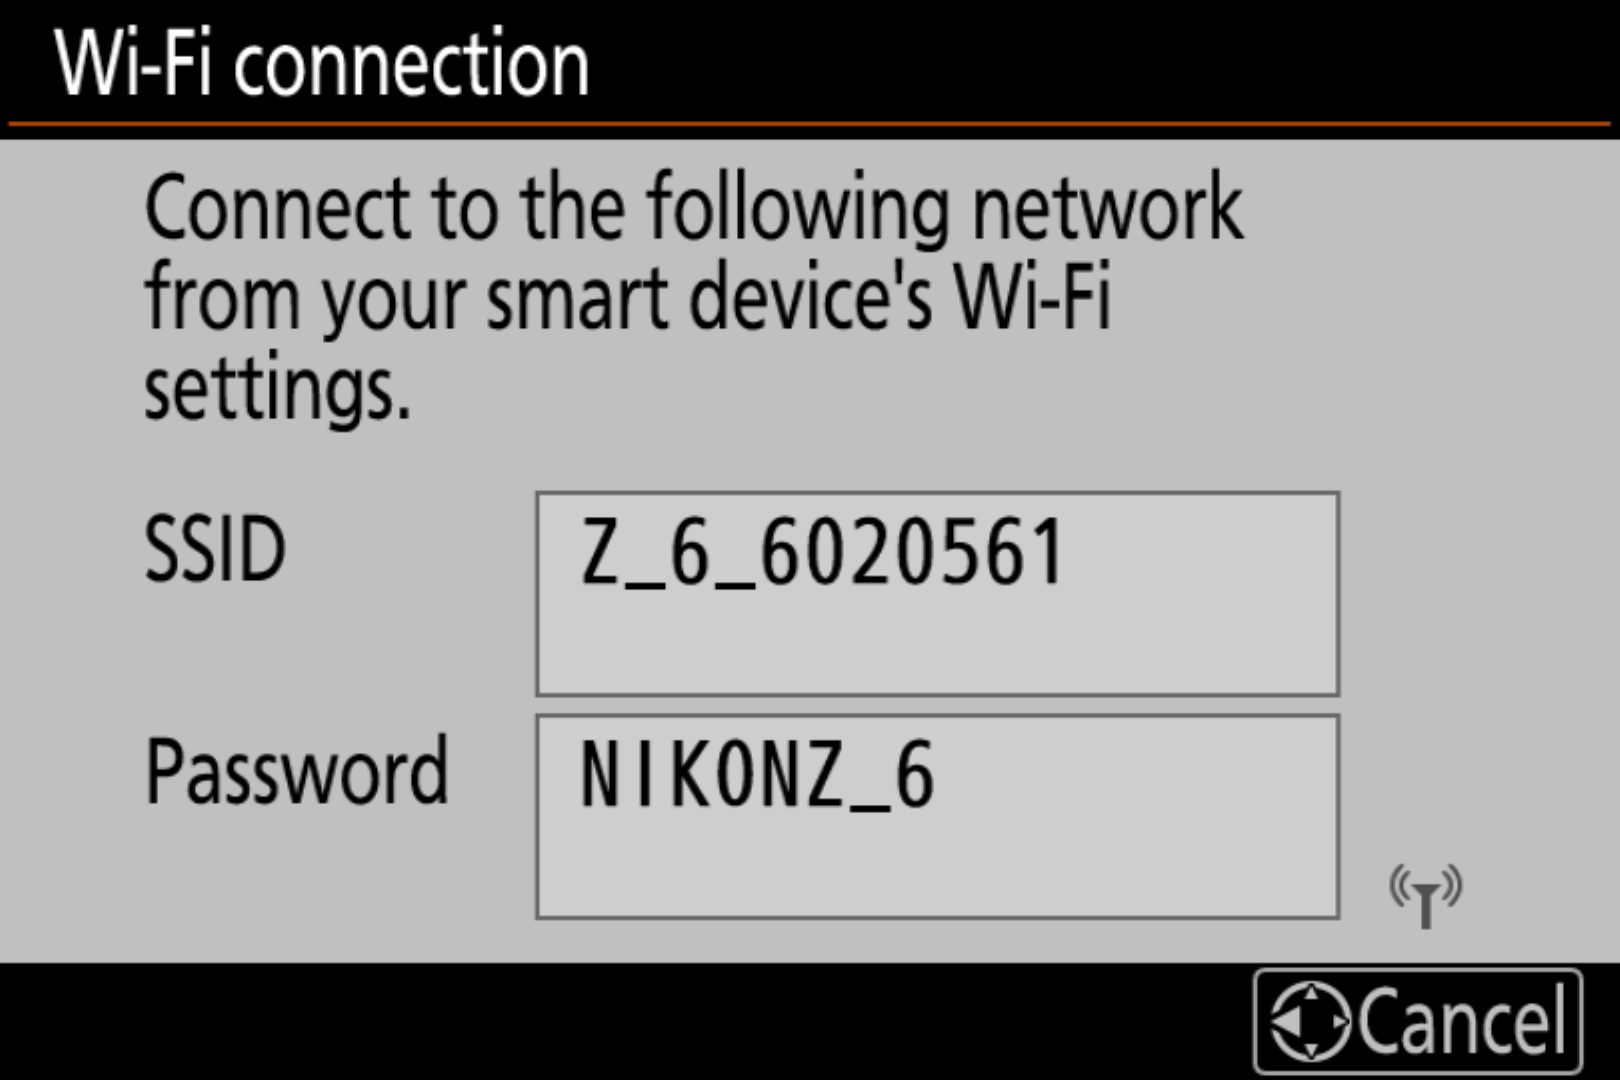 Wi-Fi connection
Connect to the following network
from your smart device's Wi-Fi
settings.
SSID
Z_6_6020561
Password
NIKONZ_6
Cancel